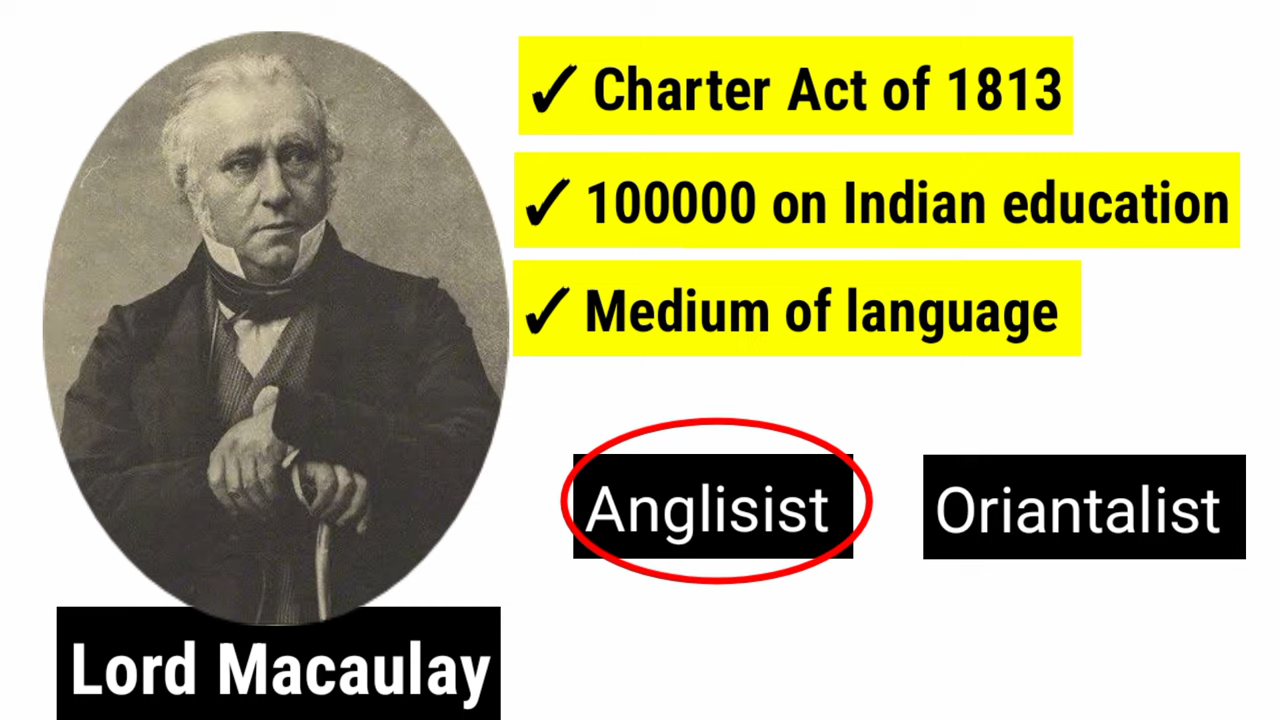 ✓ Charter Act of 1813
✓ 100000 on Indian education
✓ Medium of language
Anglisist
Oriantalist
Lord Macaulay